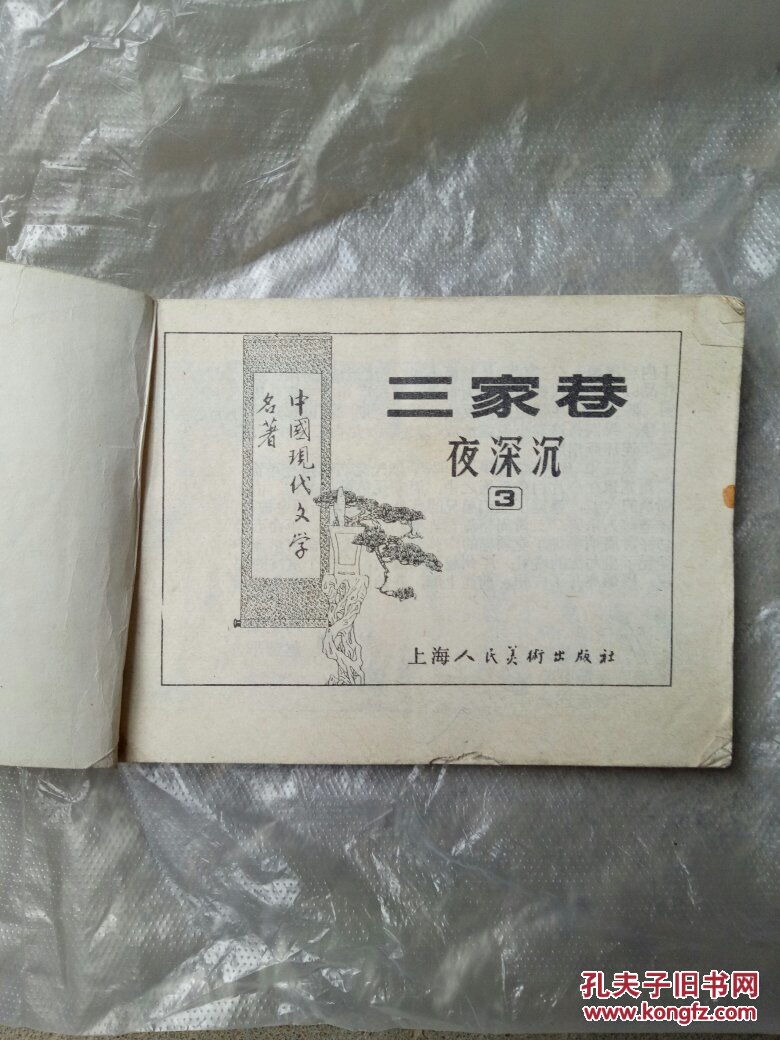 中國現代文学
名著
三家巷
夜深沉
3
上海人民美術出版社
孔夫子旧书网
www.kongfz.com